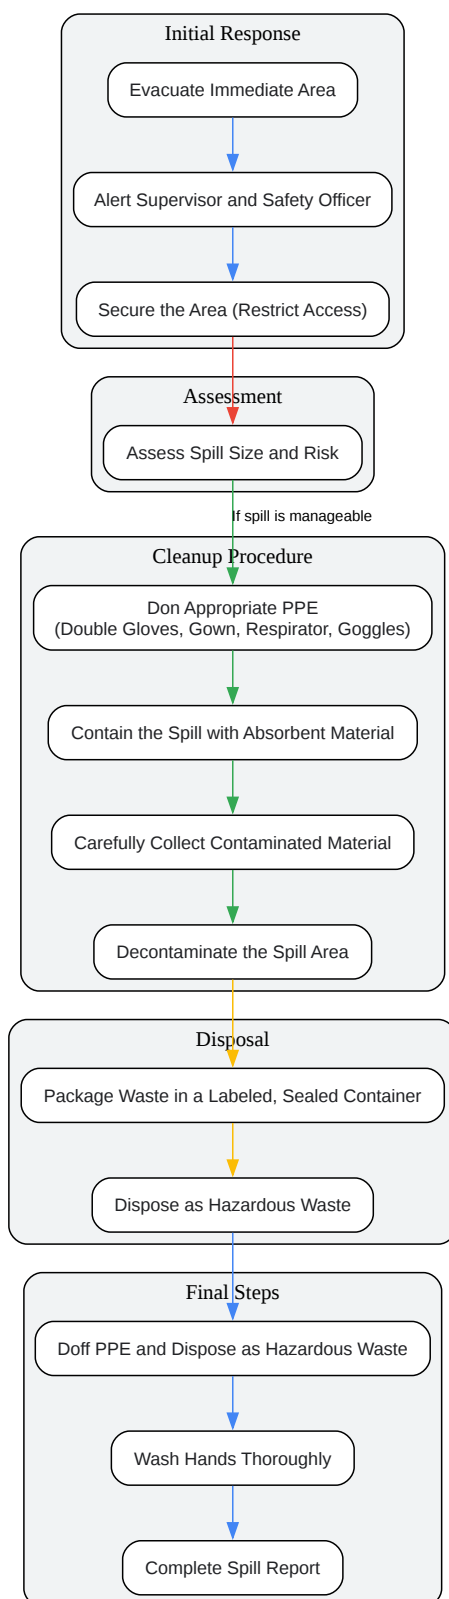 Initial Response
Evacuate Immediate Area
Alert Supervisor and Safety Officer
Secure the Area (Restrict Access)
Assessment
Assess Spill Size and Risk
If spill is manageable
Cleanup Procedure
Don Appropriate PPE
(Double Gloves, Gown, Respirator, Goggles)
Contain the Spill with Absorbent Material
Carefully Collect Contaminated Material
Decontaminate the Spill Area
Disposal
Package Waste in a Labeled, Sealed Container
Dispose as Hazardous Waste
Final Steps
Doff PPE and Dispose as Hazardous Waste
Wash Hands Thoroughly
Complete Spill Report